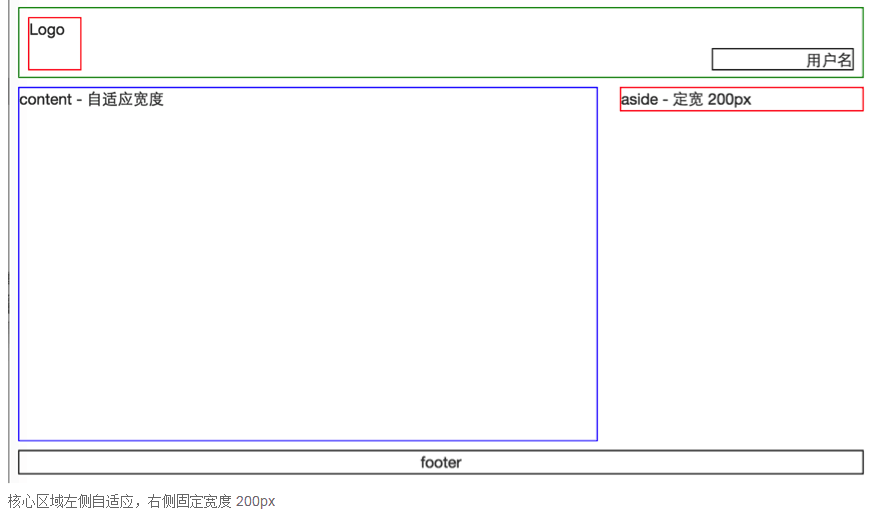 Logo
用户名
content - 自适应宽度
aside - 定宽 200px
footer
核心区域左侧自适应，右侧固定宽度 200px